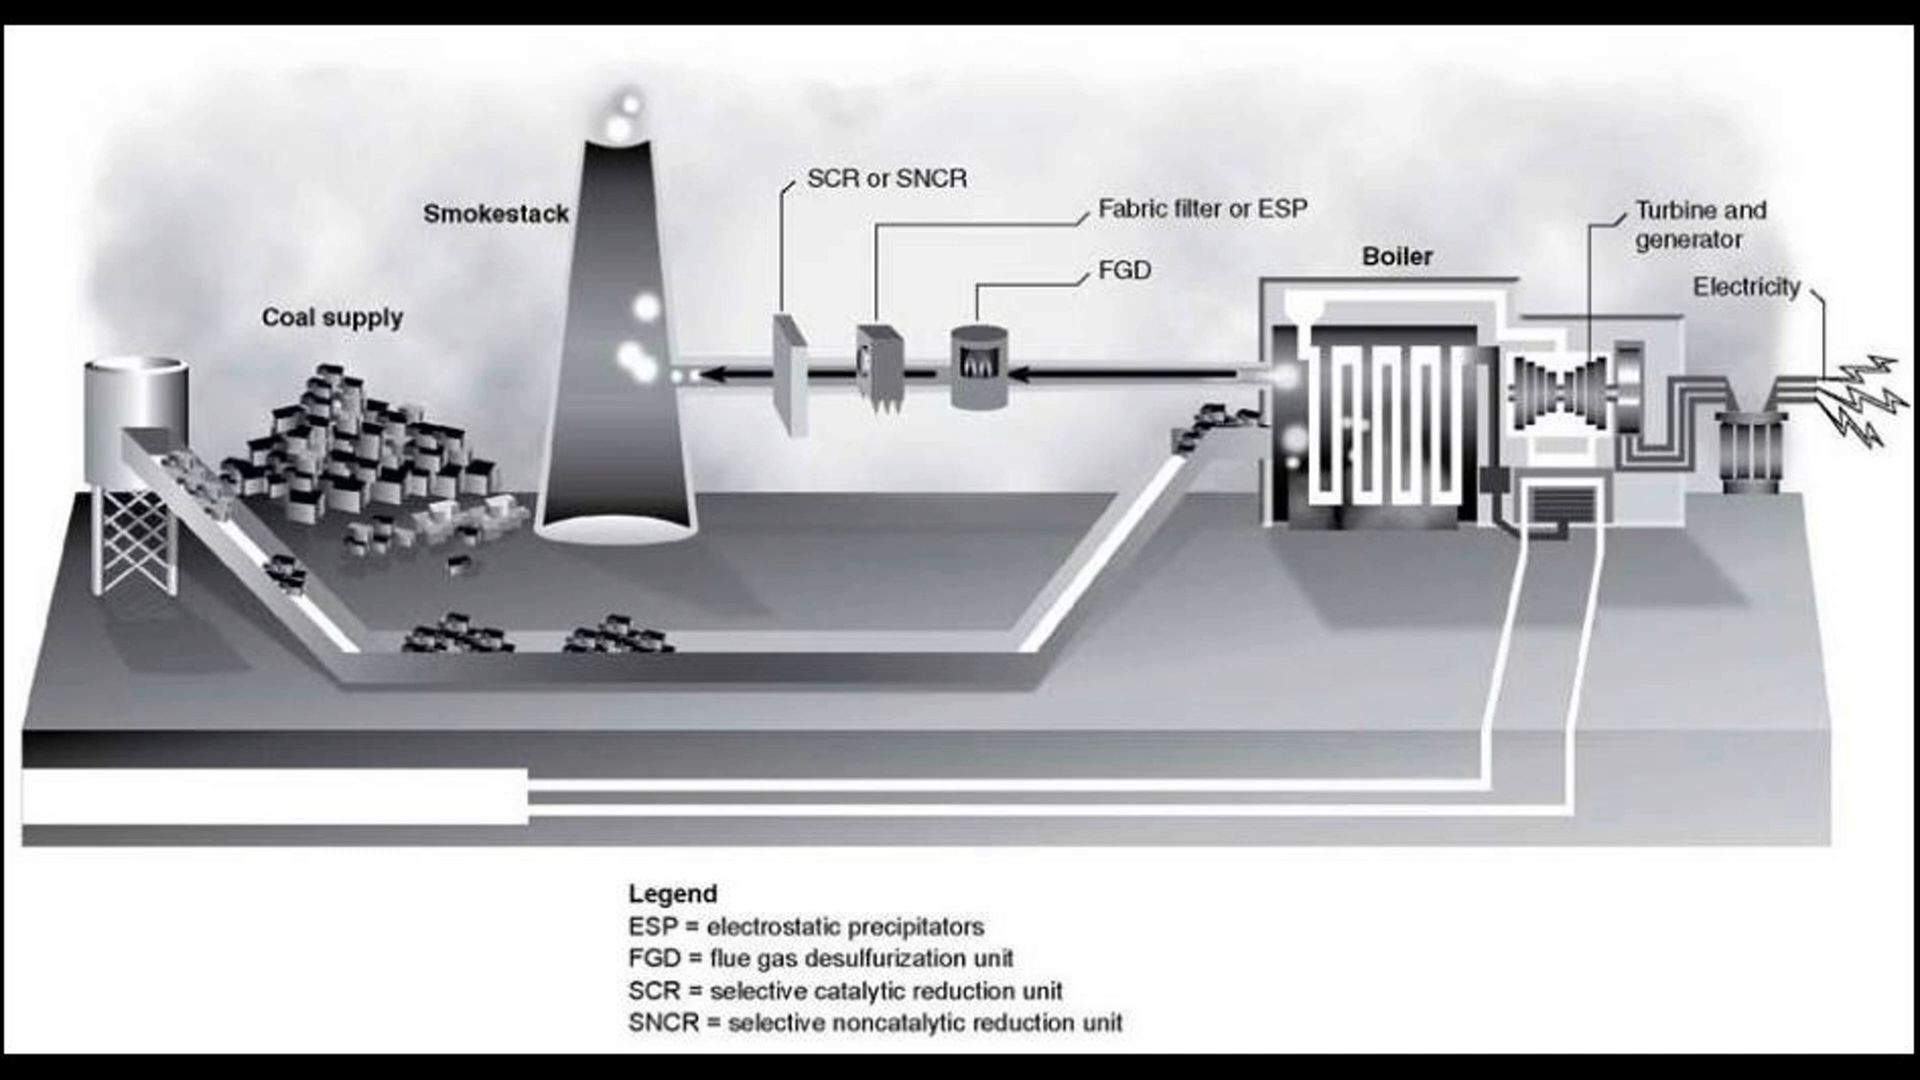 SCR or SNCR
Smokestack
Fabric filter or ESP
Turbine and
generator
FGD
Boiler
Electricity
Coal supply
Legend
ESP = electrostatic precipitators
FGD = flue gas desulfurization unit
SCR = selective catalytic reduction unit
SNCR = selective noncatalytic reduction unit